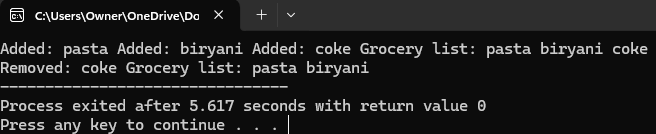 C:\Users\Owner\OneDrive\Do
Added: pasta Added: biryani Added: coke Grocery list: pasta biryani coke
Removed: coke Grocery list: pasta biryani
--------------------------------
Process exited after 5.617 seconds with return value 0
Press any key to continue . . .